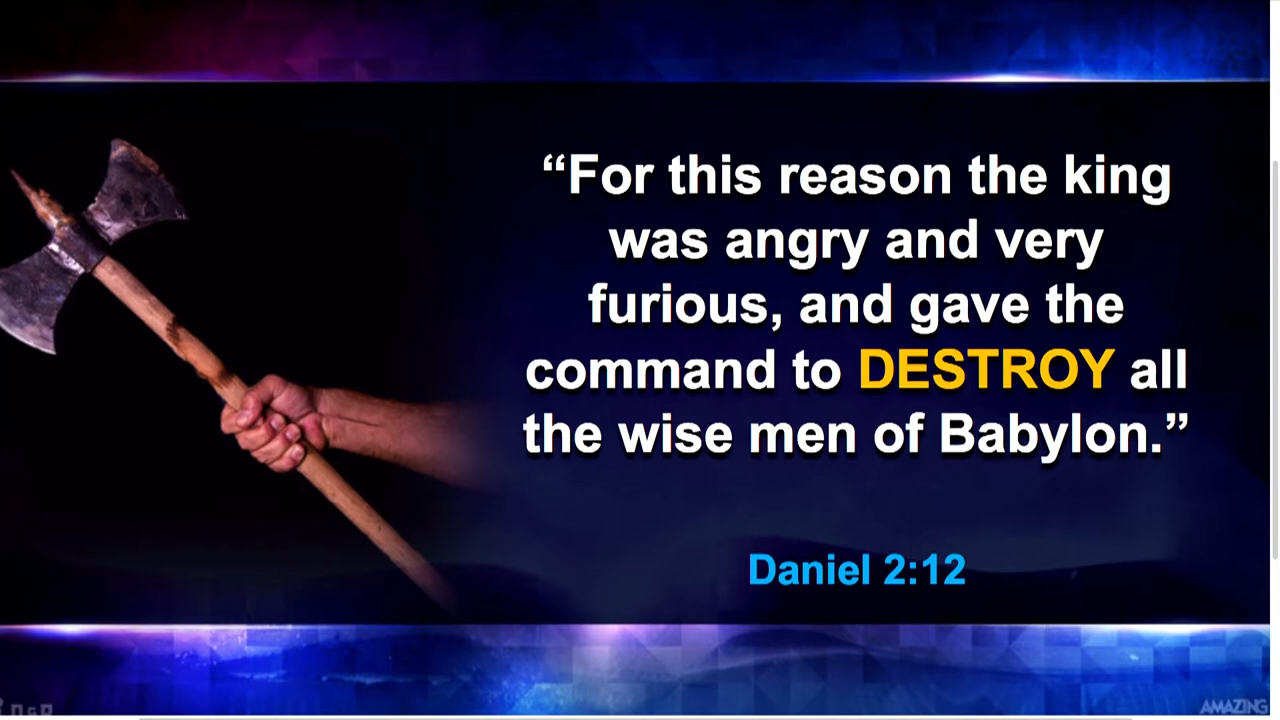 “For this reason the king
was angry and very
furious, and gave the
command to DESTROY all
the wise men of Babylon.”
Daniel 2:12
AMAZING